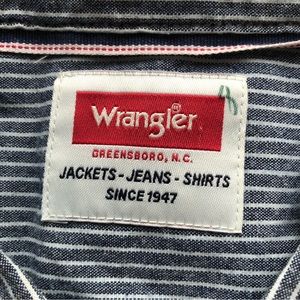 Wrangler®
GREENSBORO, N.C.
JACKETS - JEANS - SHIRTS
SINCE 1947